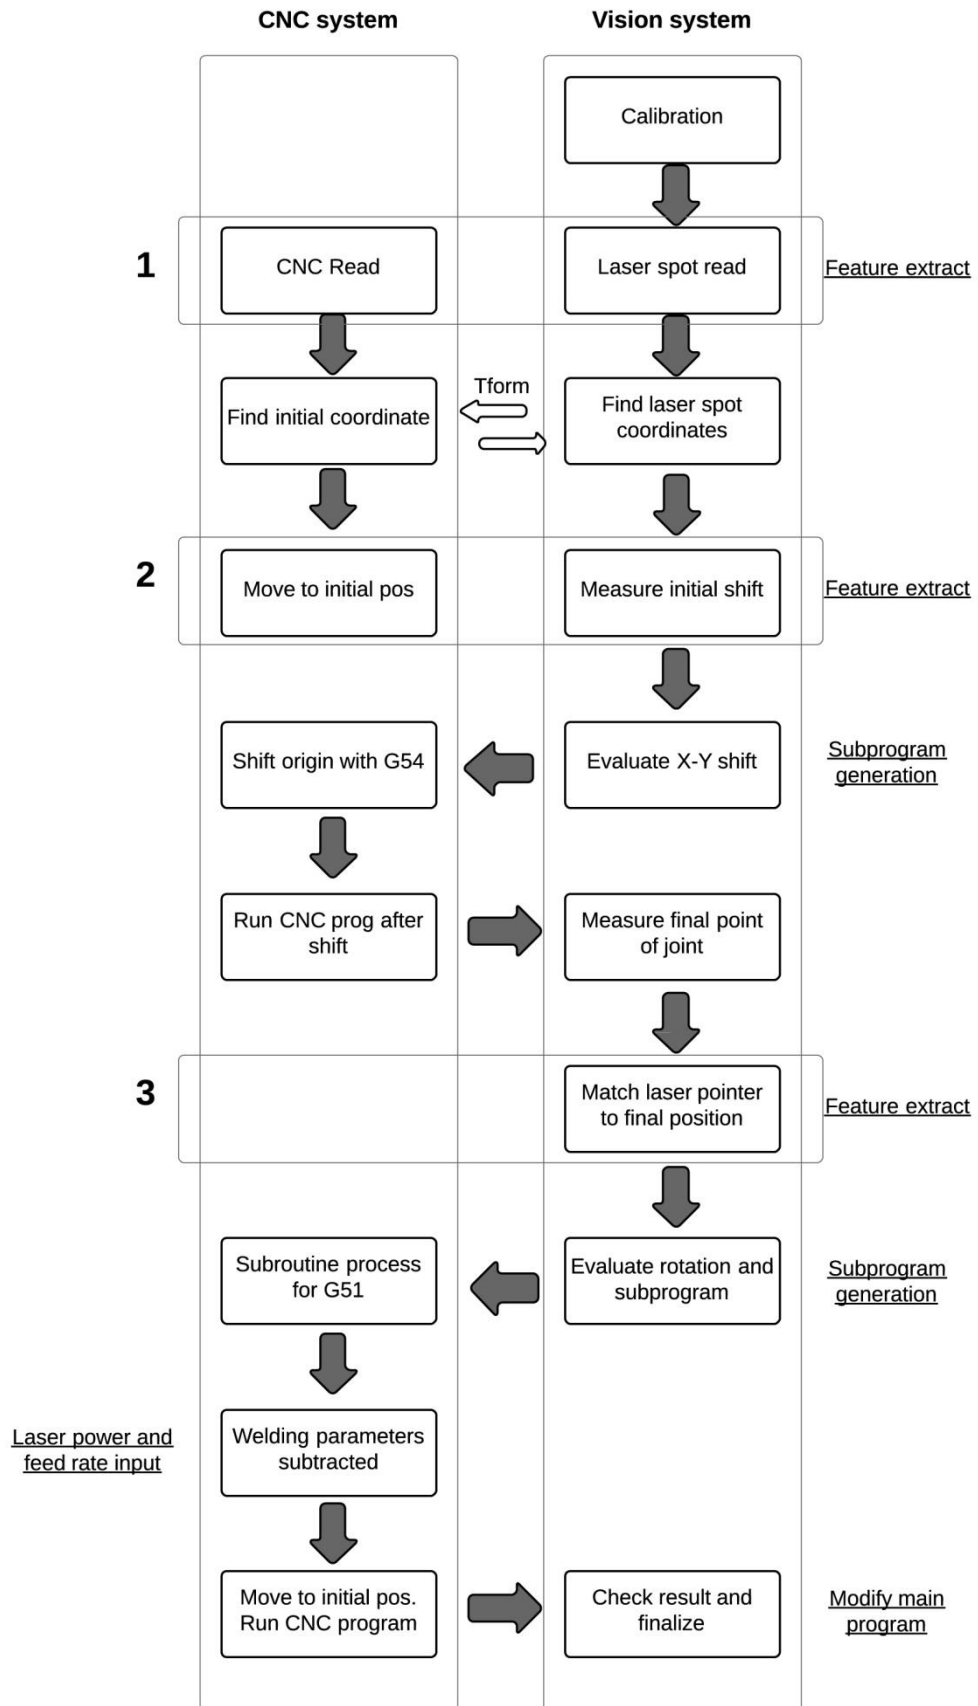 CNC system
Vision system
Calibration
1
CNC Read
Laser spot read
Feature extract
Find initial coordinate
Tform
Find laser spot
coordinates
2
Move to initial pos
Measure initial shift
Feature extract
Shift origin with G54
Evaluate X-Y shift
Subprogram
generation
Run CNC prog after
shift
Measure final point
of joint
3
Match laser pointer
to final position
Feature extract
Subroutine process
for G51
Evaluate rotation and
subprogram
Subprogram
generation
Laser power and
feed rate input
Welding parameters
subtracted
Move to initial pos.
Run CNC program
Check result and
finalize
Modify main
program